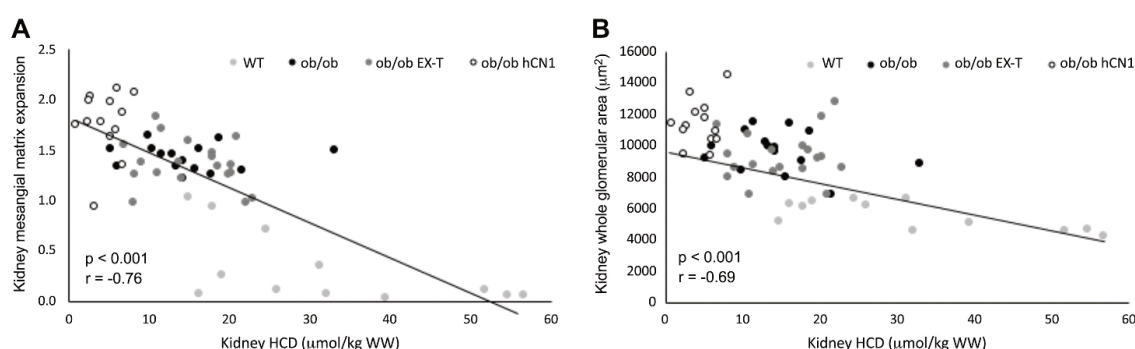 A
Kidney mesangial matrix expansion
2.5
2.0
1.5
1.0
0.5
0.0
WT ob/ob ob/ob EX-T ob/ob hCN1
p < 0.001
r = -0.76
0 10 20 30 40 50 60
Kidney HCD (μmol/kg WW)
B
Kidney whole glomerular area (μm²)
16000
14000
12000
10000
8000
6000
4000
2000
0
WT ob/ob ob/ob EX-T ob/ob hCN1
p < 0.001
r = -0.69
0 10 20 30 40 50 60
Kidney HCD (μmol/kg WW)